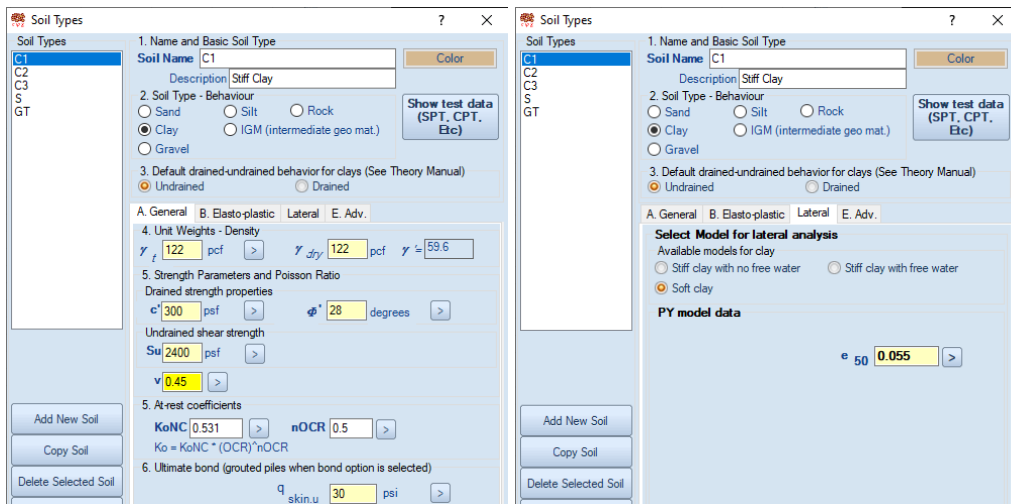 Soil Types ? ×
Soil Types
C1
C2
C3
S
GT
1. Name and Basic Soil Type
Soil Name C1 Color
Description Stiff Clay
2. Soil Type - Behaviour
Sand Silt Rock
Clay IGM (intermediate geo mat.)
Gravel
Show test data
(SPT, CPT,
Etc)
3. Default drained-undrained behavior for clays (See Theory Manual)
Undrained Drained
A. General B. Elasto-plastic Lateral E. Adv.
4. Unit Weights - Density
γ t 122 pcf > γ dry 122 pcf γ '= 59.6
5. Strength Parameters and Poisson Ratio
Drained strength properties
c' 300 psf > Φ' 28 degrees >
Undrained shear strength
Su 2400 psf >
v 0.45 >
5. At-rest coefficients
KoNC 0.531 > nOCR 0.5 >
Ko = KoNC * (OCR)^nOCR
6. Ultimate bond (grouted piles when bond option is selected)
q skin,u 30 psi >
Add New Soil
Copy Soil
Delete Selected Soil
Soil Types ? ×
Soil Types
C1
C2
C3
S
GT
1. Name and Basic Soil Type
Soil Name C1 Color
Description Stiff Clay
2. Soil Type - Behaviour
Sand Silt Rock
Clay IGM (intermediate geo mat.)
Gravel
Show test data
(SPT, CPT,
Etc)
3. Default drained-undrained behavior for clays (See Theory Manual)
Undrained Drained
A. General B. Elasto-plastic Lateral E. Adv.
Select Model for lateral analysis
Available models for clay
Stiff clay with no free water Stiff clay with free water
Soft clay
PY model data
e 50 0.055 >
Add New Soil
Copy Soil
Delete Selected Soil